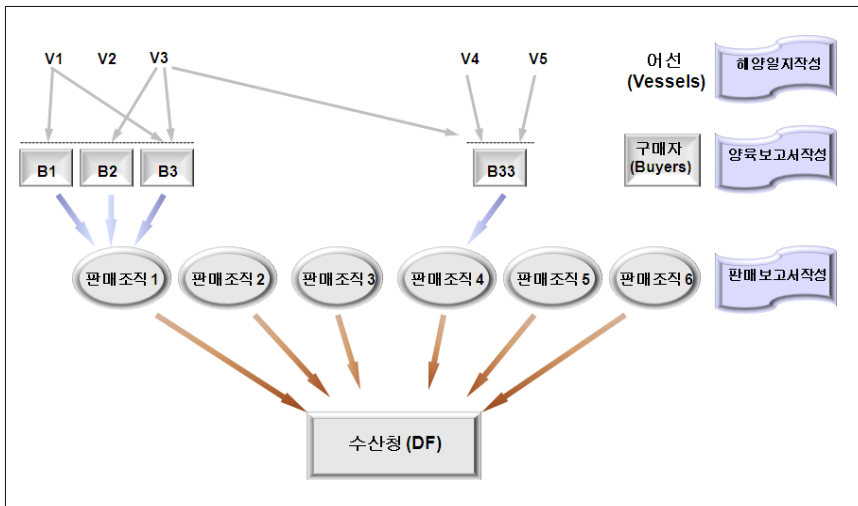 V1 V2 V3 V4 V5
어선
(Vessels)
해양일지작성
B1 B2 B3 B33
구매자
(Buyers)
양육보고서작성
판매조직 1 판매조직 2 판매조직 3 판매조직 4 판매조직 5 판매조직 6
판매보고서작성
수산청 (DF)